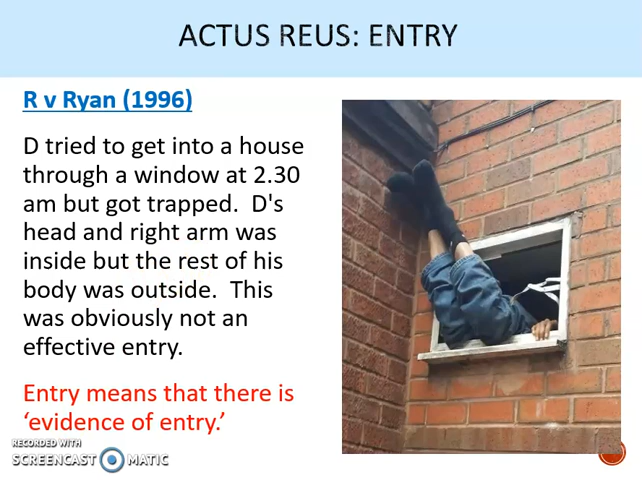 ACTUS REUS: ENTRY
R v Ryan (1996)
D tried to get into a house
through a window at 2.30
am but got trapped. D's
head and right arm was
inside but the rest of his
body was outside. This
was obviously not an
effective entry.
Entry means that there is
‘evidence of entry.’
RECORDED WITH
SCREENCAST MATIC